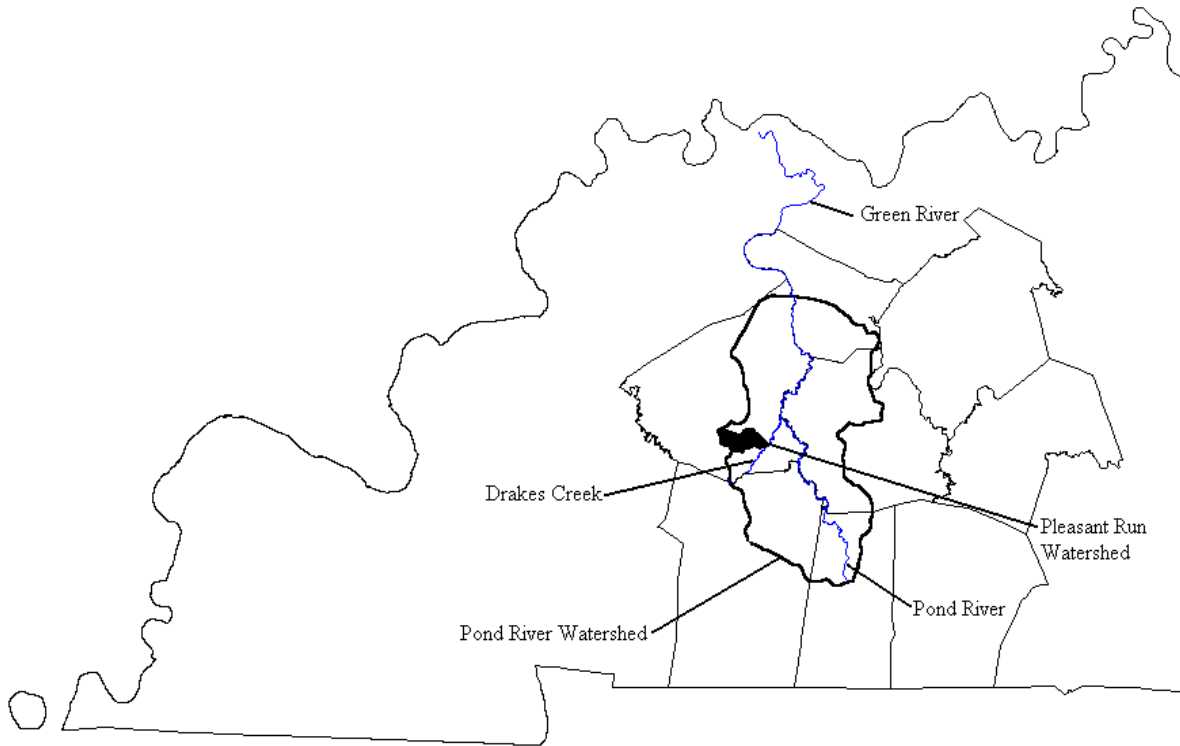 Green River
Drakes Creek
Pleasant Run
Watershed
Pond River
Pond River Watershed